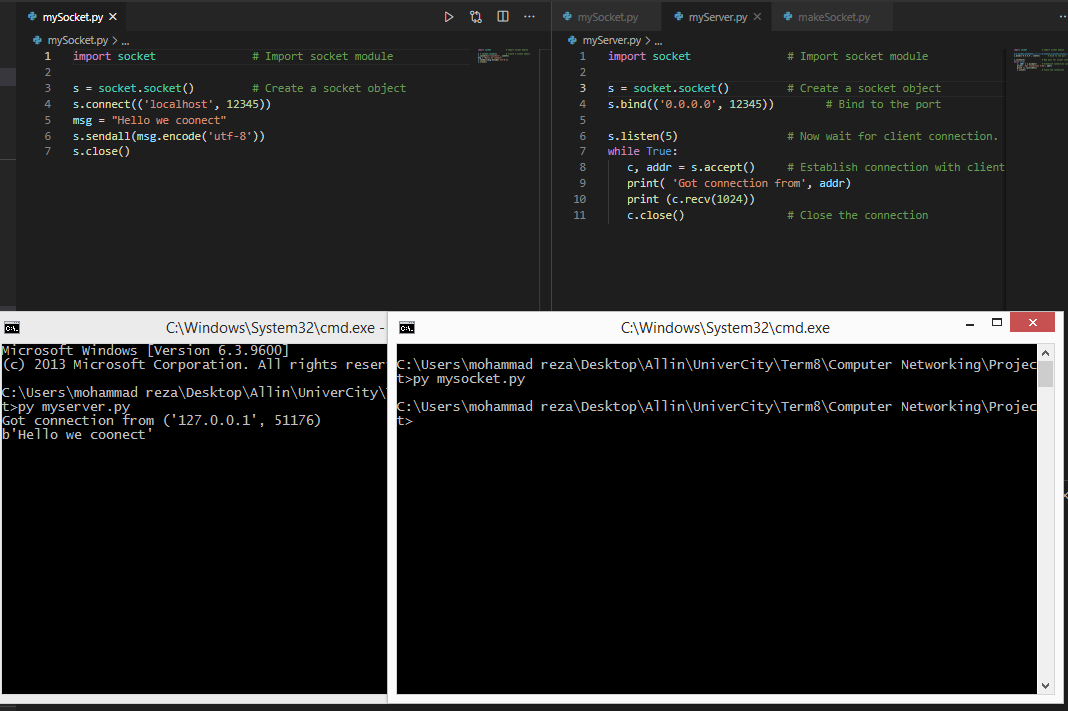 mySocket.py
mySocket.py > ...
1 import socket # Import socket module
2
3 s = socket.socket() # Create a socket object
4 s.connect(('localhost', 12345))
5 msg = "Hello we coonect"
6 s.sendall(msg.encode('utf-8'))
7 s.close()
mySocket.py myServer.py makeSocket.py
myServer.py > ...
1 import socket # Import socket module
2
3 s = socket.socket() # Create a socket object
4 s.bind(('0.0.0.0', 12345)) # Bind to the port
5
6 s.listen(5) # Now wait for client connection.
7 while True:
8 c, addr = s.accept() # Establish connection with client
9 print( 'Got connection from', addr)
10 print (c.recv(1024))
11 c.close() # Close the connection
C:\Windows\System32\cmd.exe -
Microsoft Windows [Version 6.3.9600]
(c) 2013 Microsoft Corporation. All rights reser
C:\Users\mohammad reza\Desktop\Allin\UniverCity\
t>py myserver.py
Got connection from ('127.0.0.1', 51176)
b'Hello we coonect'
C:\Windows\System32\cmd.exe
C:\Users\mohammad reza\Desktop\Allin\UniverCity\Term8\Computer Networking\Projec
t>py mysocket.py
C:\Users\mohammad reza\Desktop\Allin\UniverCity\Term8\Computer Networking\Projec
t>